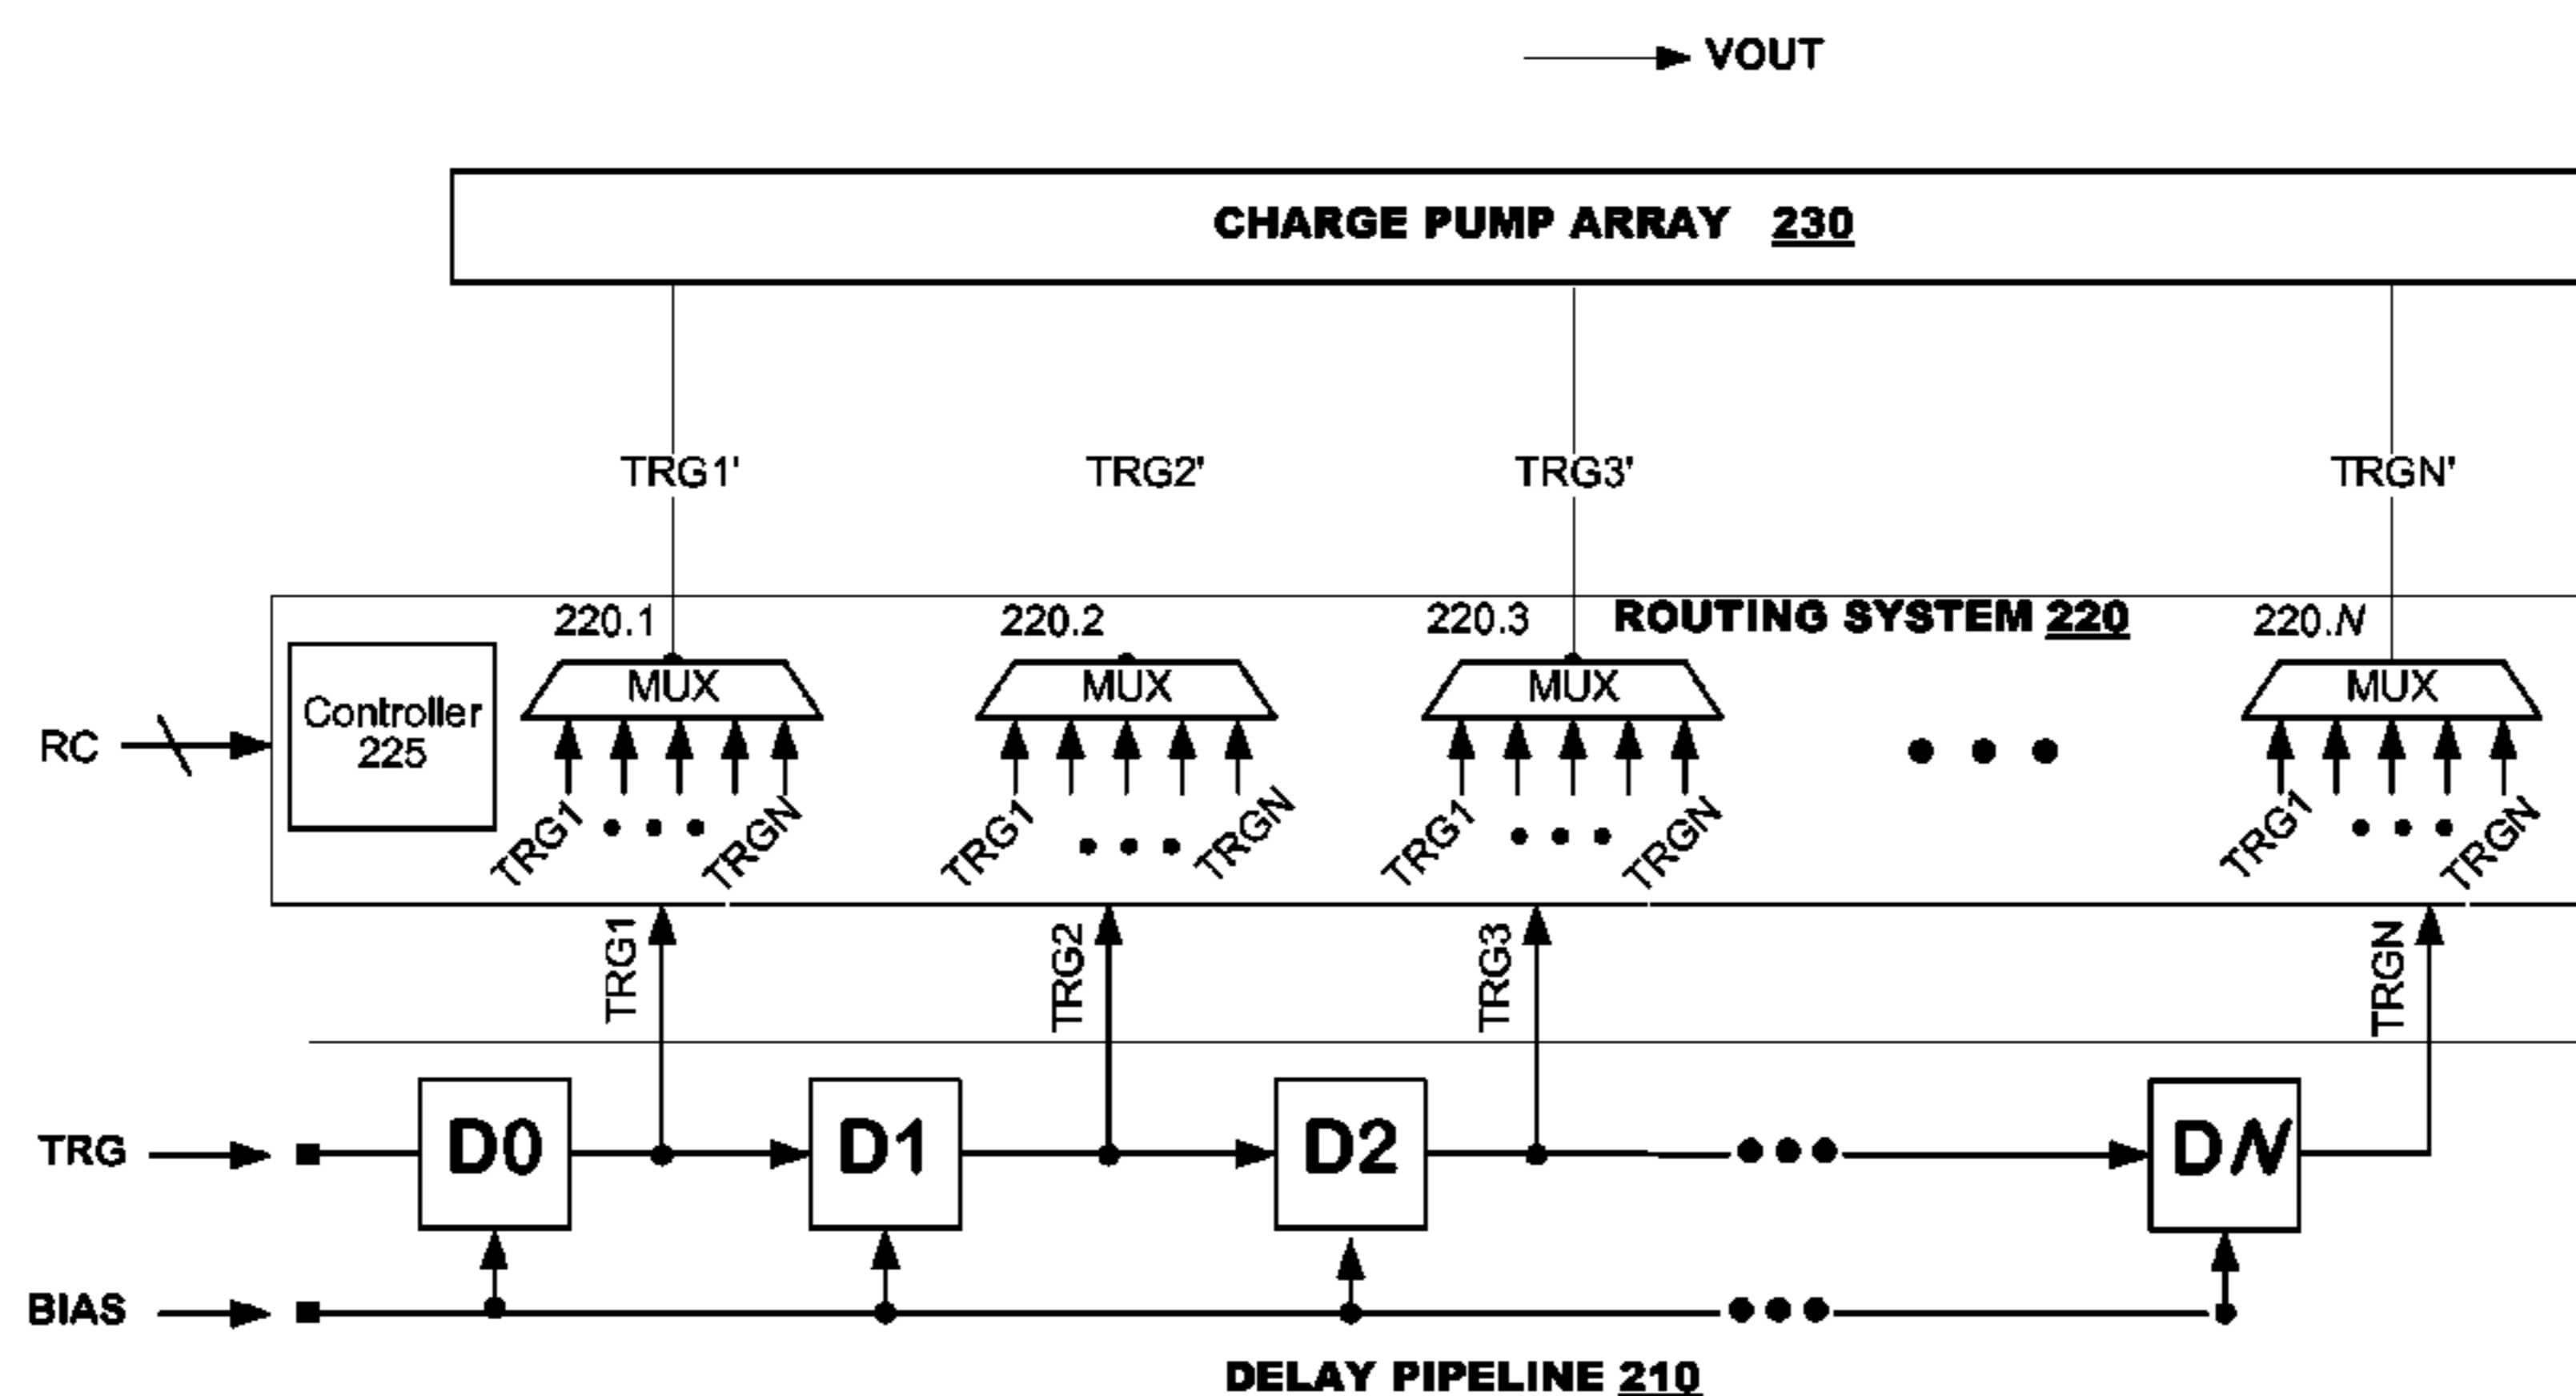 VOUT
CHARGE PUMP ARRAY 230
TRG1' TRG2' TRG3' TRGN'
220.1 220.2 220.3 ROUTING SYSTEM 220 220.N
MUX MUX MUX MUX
Controller
225
RC
TRG1 TRGN TRG1 TRGN TRG1 TRGN TRG1 TRGN
TRG1 TRG2 TRG3 TRGN
TRG D0 D1 D2 DN
BIAS
DELAY PIPELINE 210